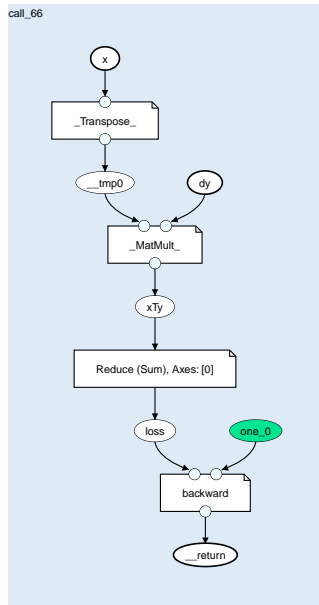 call_66
x
_Transpose_
__tmp0
dy
_MatMult_
xTy
Reduce (Sum), Axes: [0]
loss
one_0
backward
__return